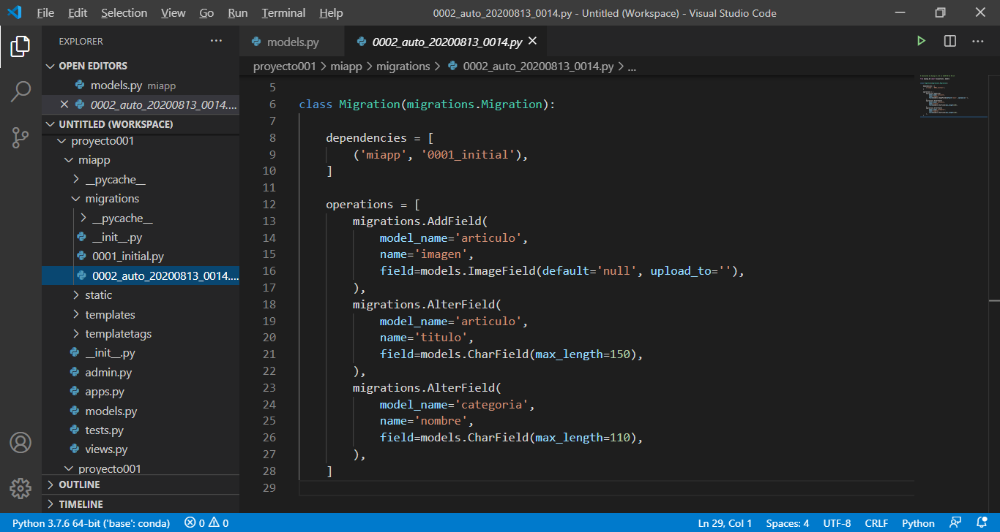 File Edit Selection View Go Run Terminal Help 0002_auto_20200813_0014.py - Untitled (Workspace) - Visual Studio Code
EXPLORER ...
OPEN EDITORS
models.py miapp
0002_auto_20200813_0014....
UNTITLED (WORKSPACE)
proyecto001
miapp
__pycache__
migrations
__pycache__
__init__.py
0001_initial.py
0002_auto_20200813_0014....
static
templates
templatetags
__init__.py
admin.py
apps.py
models.py
tests.py
views.py
proyecto001
OUTLINE
TIMELINE
models.py 0002_auto_20200813_0014.py
proyecto001 > miapp > migrations > 0002_auto_20200813_0014.py > ...
5
6 class Migration(migrations.Migration):
7
8 dependencies = [
9 ('miapp', '0001_initial'),
10 ]
11
12 operations = [
13 migrations.AddField(
14 model_name='articulo',
15 name='imagen',
16 field=models.ImageField(default='null', upload_to=''),
17 ),
18 migrations.AlterField(
19 model_name='articulo',
20 name='titulo',
21 field=models.CharField(max_length=150),
22 ),
23 migrations.AlterField(
24 model_name='categoria',
25 name='nombre',
26 field=models.CharField(max_length=110),
27 ),
28 ]
29
Python 3.7.6 64-bit ('base': conda) 0 0 Ln 29, Col 1 Spaces: 4 UTF-8 CRLF Python